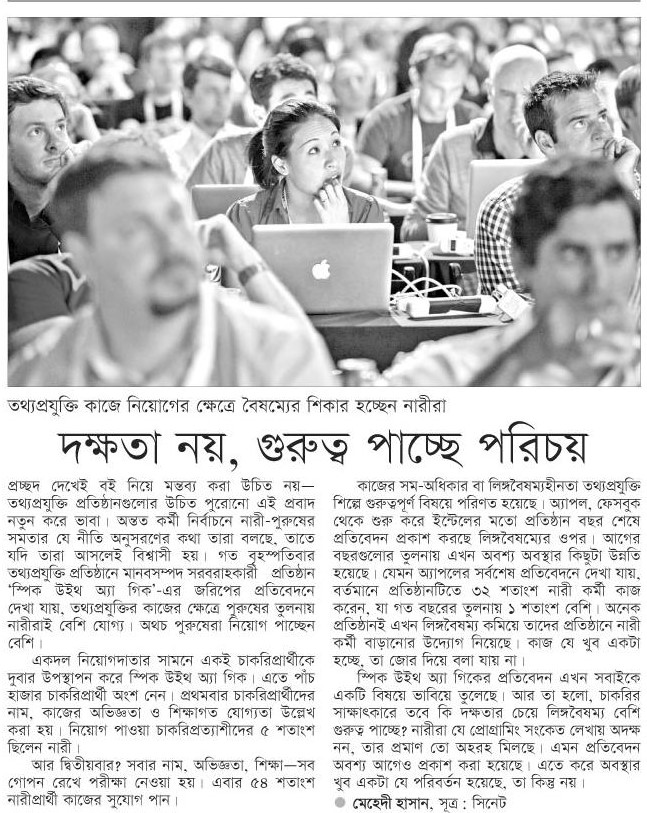 তথ্যপ্রযুক্তি কাজে নিয়োগের ক্ষেত্রে বৈষম্যের শিকার হচ্ছেন নারীরা
দক্ষতা নয়, গুরুত্ব পাচ্ছে পরিচয়
প্রচ্ছদ দেখেই বই নিয়ে মন্তব্য করা উচিত নয়—
তথ্যপ্রযুক্তি প্রতিষ্ঠানগুলোর উচিত পুরোনো এই প্রবাদ
নতুন করে ভাবা। অন্তত কর্মী নির্বাচনে নারী-পুরুষের
সমতার যে নীতি অনুসরণের কথা তারা বলছে, তাতে
যদি তারা আসলেই বিশ্বাসী হয়। গত বৃহস্পতিবার
তথ্যপ্রযুক্তি প্রতিষ্ঠানে মানবসম্পদ সরবরাহকারী প্রতিষ্ঠান
‘স্পিক উইথ অ্যা গিক’-এর জরিপের প্রতিবেদনে
দেখা যায়, তথ্যপ্রযুক্তির কাজের ক্ষেত্রে পুরুষের তুলনায়
নারীরাই বেশি যোগ্য। অথচ পুরুষেরা নিয়োগ পাচ্ছেন
বেশি।
একদল নিয়োগদাতার সামনে একই চাকরিপ্রার্থীকে
দুবার উপস্থাপন করে স্পিক উইথ অ্যা গিক। এতে পাঁচ
হাজার চাকরিপ্রার্থী অংশ নেন। প্রথমবার চাকরিপ্রার্থীদের
নাম, কাজের অভিজ্ঞতা ও শিক্ষাগত যোগ্যতা উল্লেখ
করা হয়। নিয়োগ পাওয়া চাকরিপ্রত্যাশীদের ৫ শতাংশ
ছিলেন নারী।
আর দ্বিতীয়বার? সবার নাম, অভিজ্ঞতা, শিক্ষা—সব
গোপন রেখে পরীক্ষা নেওয়া হয়। এবার ৫৪ শতাংশ
নারীপ্রার্থী কাজের সুযোগ পান।
কাজের সম-অধিকার বা লিঙ্গবৈষম্যহীনতা তথ্যপ্রযুক্তি
শিল্পে গুরুত্বপূর্ণ বিষয়ে পরিণত হয়েছে। অ্যাপল, ফেসবুক
থেকে শুরু করে ইন্টেলের মতো প্রতিষ্ঠান বছর শেষে
প্রতিবেদন প্রকাশ করছে লিঙ্গবৈষম্যের ওপর। আগের
বছরগুলোর তুলনায় এখন অবশ্য অবস্থার কিছুটা উন্নতি
হয়েছে। যেমন অ্যাপলের সর্বশেষ প্রতিবেদনে দেখা যায়,
বর্তমানে প্রতিষ্ঠানটিতে ৩২ শতাংশ নারী কর্মী কাজ
করেন, যা গত বছরের তুলনায় ১ শতাংশ বেশি। অনেক
প্রতিষ্ঠানই এখন লিঙ্গবৈষম্য কমিয়ে তাদের প্রতিষ্ঠানে নারী
কর্মী বাড়ানোর উদ্যোগ নিয়েছে। কাজ যে খুব একটা
হচ্ছে, তা জোর দিয়ে বলা যায় না।
স্পিক উইথ অ্যা গিকের প্রতিবেদন এখন সবাইকে
একটি বিষয়ে ভাবিয়ে তুলেছে। আর তা হলো, চাকরির
সাক্ষাৎকারে তবে কি দক্ষতার চেয়ে লিঙ্গবৈষম্য বেশি
গুরুত্ব পাচ্ছে? নারীরা যে প্রোগ্রামিং সংকেত লেখায় অদক্ষ
নন, তার প্রমাণ তো অহরহ মিলছে। এমন প্রতিবেদন
অবশ্য আগেও প্রকাশ করা হয়েছে। এতে করে অবস্থার
খুব একটা যে পরিবর্তন হয়েছে, তা কিন্তু নয়।
● মেহেদী হাসান, সূত্র : সিনেট